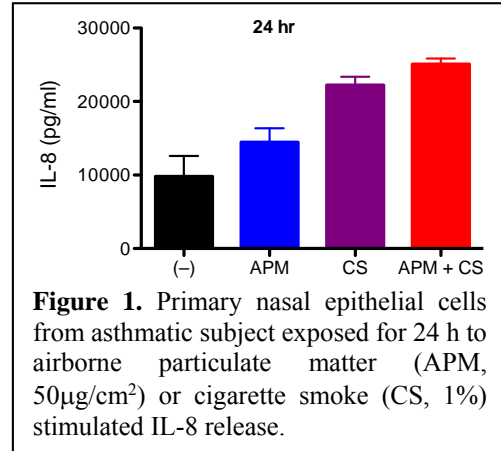 24 hr
30000
20000
10000
0
IL-8 (pg/ml)
(–) APM CS APM + CS
Figure 1. Primary nasal epithelial cells
from asthmatic subject exposed for 24 h to
airborne particulate matter (APM,
50μg/cm²) or cigarette smoke (CS, 1%)
stimulated IL-8 release.